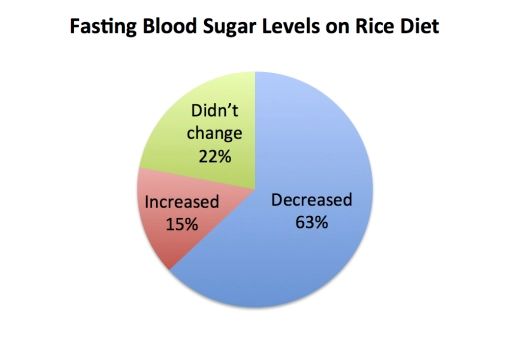 Fasting Blood Sugar Levels on Rice Diet
Didn't
change
22%
Increased
15%
Decreased
63%